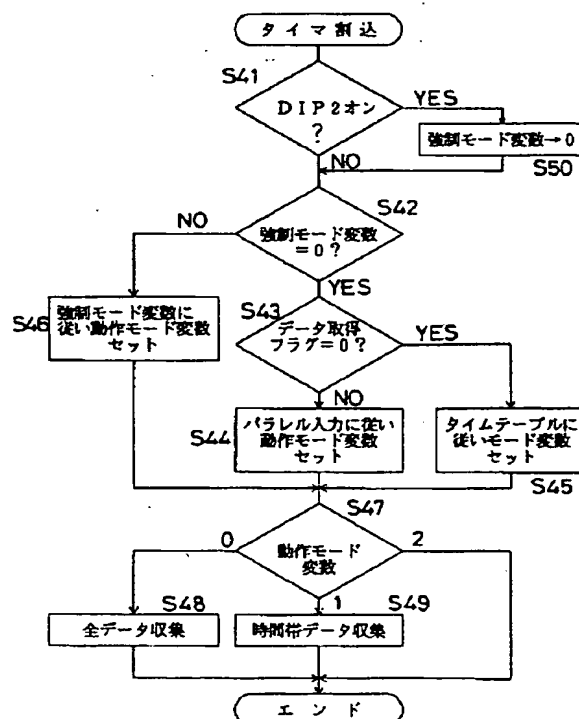 タイマ割込
S41
DIP2オン
?
YES
強制モード変数→0
S50
NO
S42
NO
強制モード変数
=0?
YES
S46
強制モード変数に
従い動作モード変数
セット
S43
データ取得
フラグ=0?
YES
NO
S44
パラレル入力に従い
動作モード変数
セット
タイムテーブルに
従いモード変数
セット
S45
S47
0
動作モード
変数
2
S48
1
S49
全データ収集
時間帯データ収集
エンド